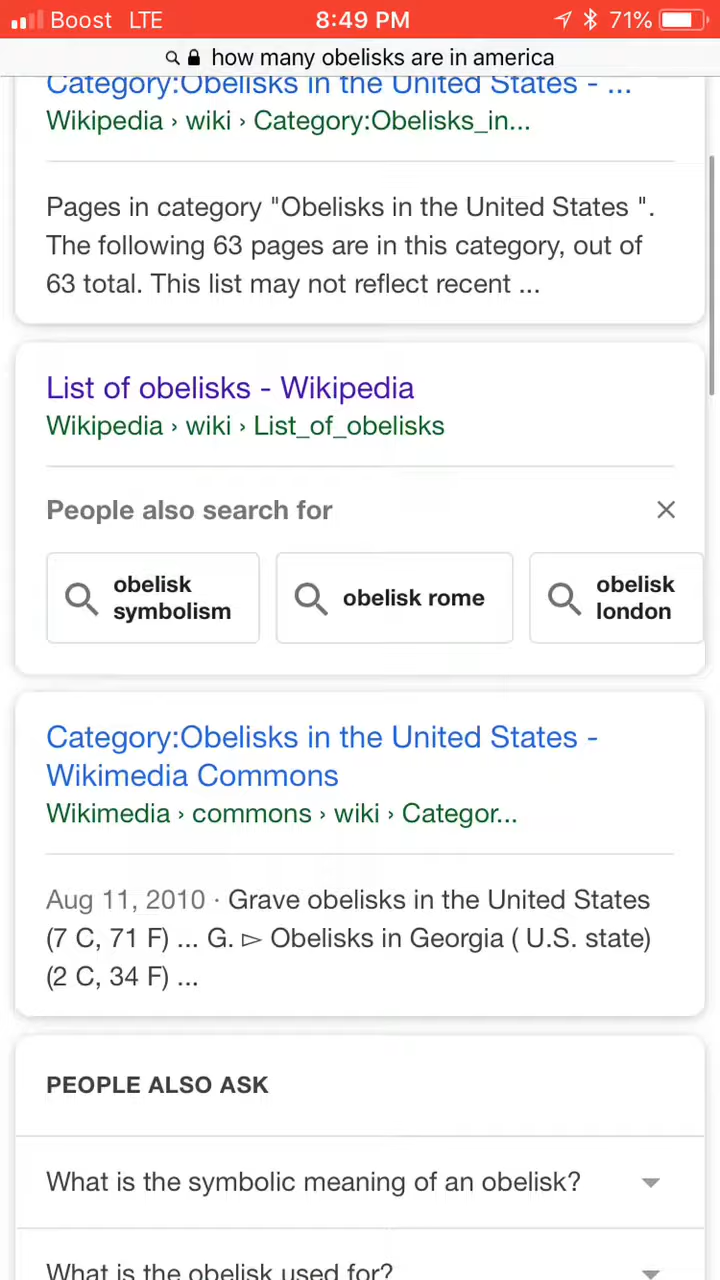 Boost LTE 8:49 PM 71%
how many obelisks are in america
Category:Obelisks in the United States - ...
Wikipedia › wiki › Category:Obelisks_in...
Pages in category "Obelisks in the United States ".
The following 63 pages are in this category, out of
63 total. This list may not reflect recent ...
List of obelisks - Wikipedia
Wikipedia › wiki › List_of_obelisks
People also search for
obelisk symbolism
obelisk rome
obelisk london
Category:Obelisks in the United States -
Wikimedia Commons
Wikimedia › commons › wiki › Categor...
Aug 11, 2010 · Grave obelisks in the United States
(7 C, 71 F) ... G. ▻ Obelisks in Georgia ( U.S. state)
(2 C, 34 F) ...
PEOPLE ALSO ASK
What is the symbolic meaning of an obelisk?
What is the obelisk used for?